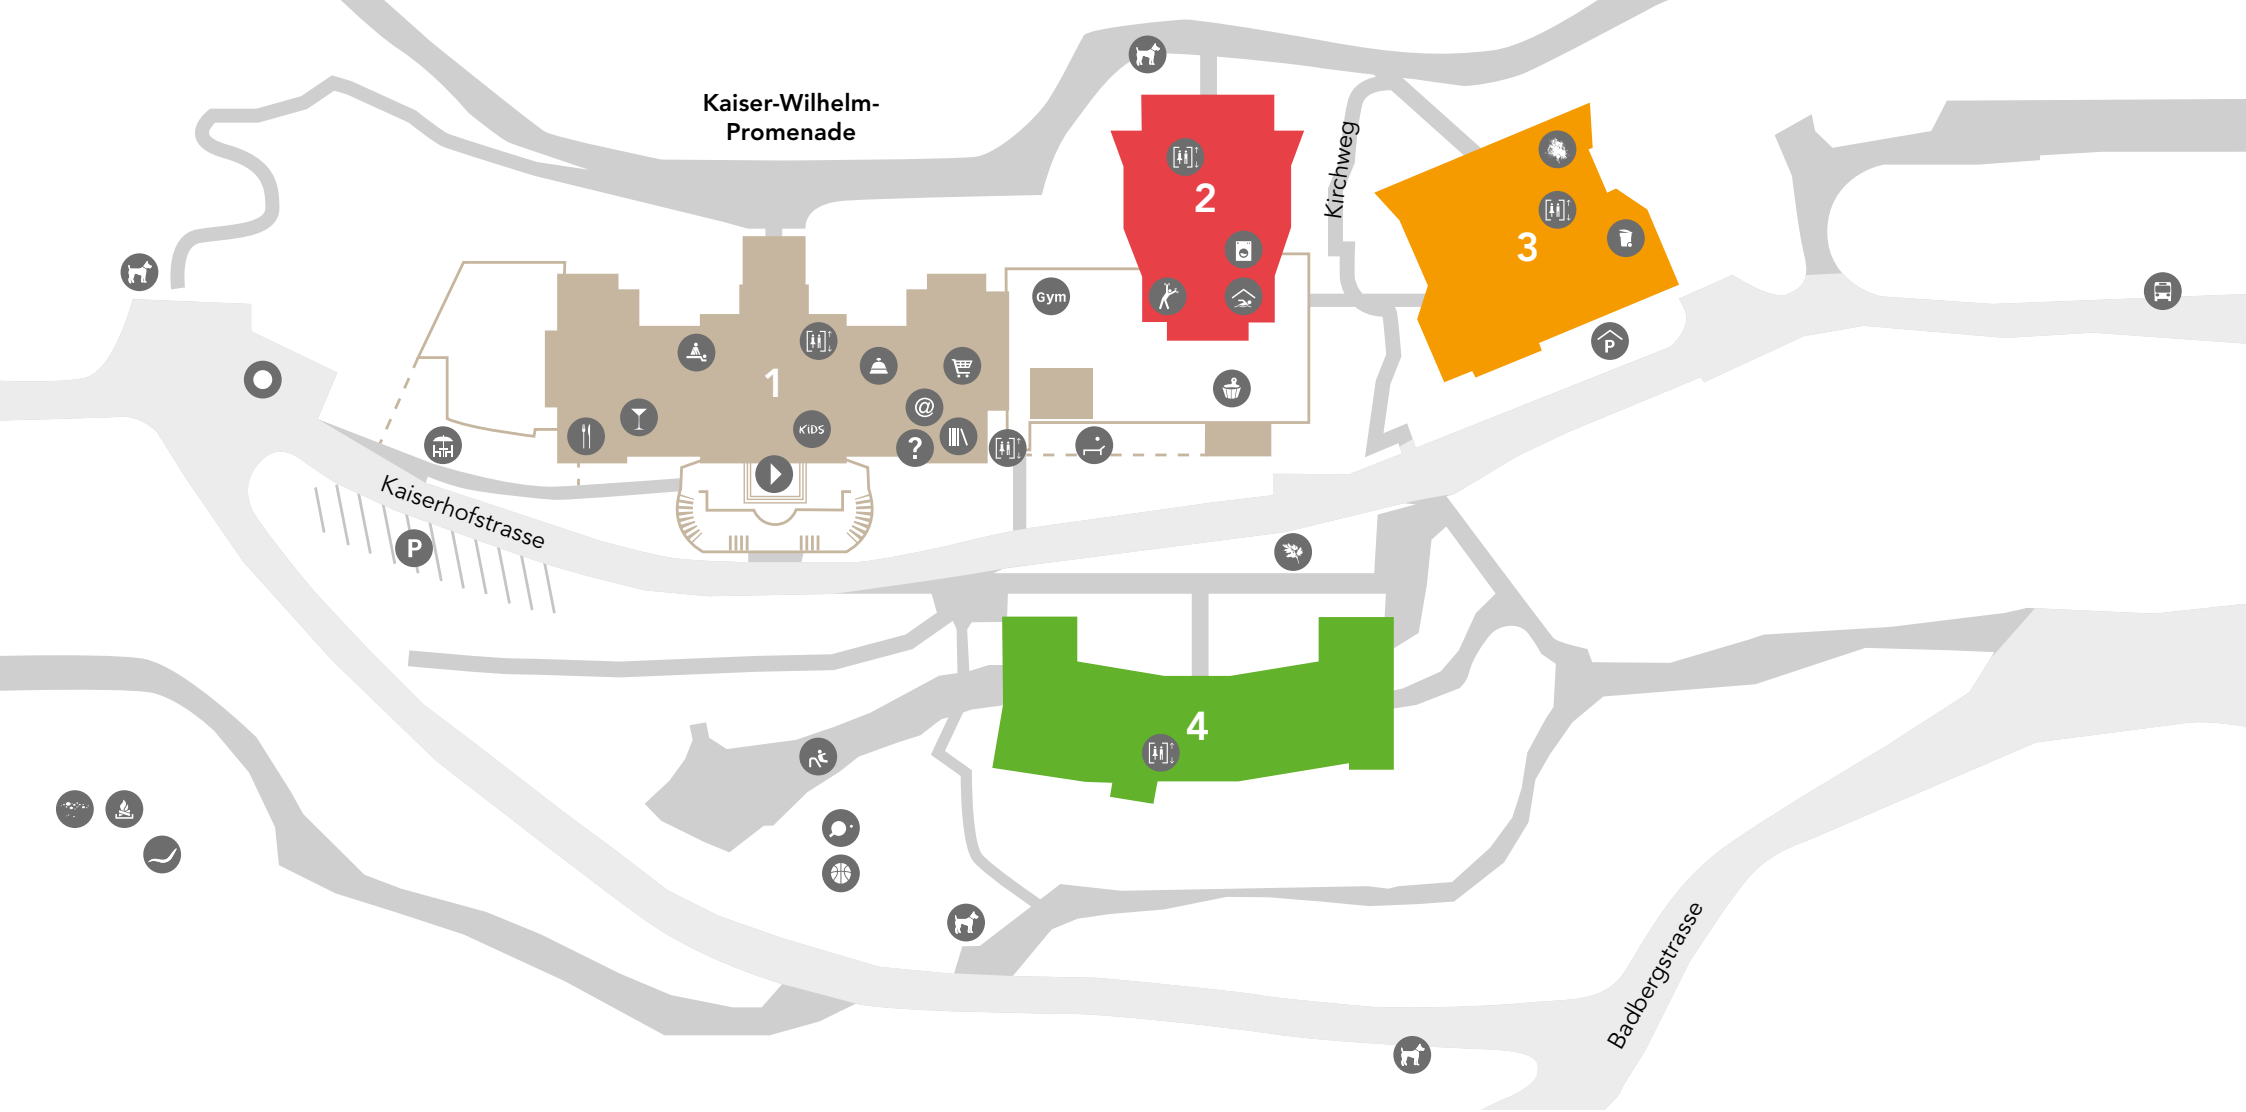 Kaiser-Wilhelm-
Promenade
Kirchweg
2
3
Gym
P
1
@
KiDS
?
Kaiserhofstrasse
P
4
Badbergstrasse